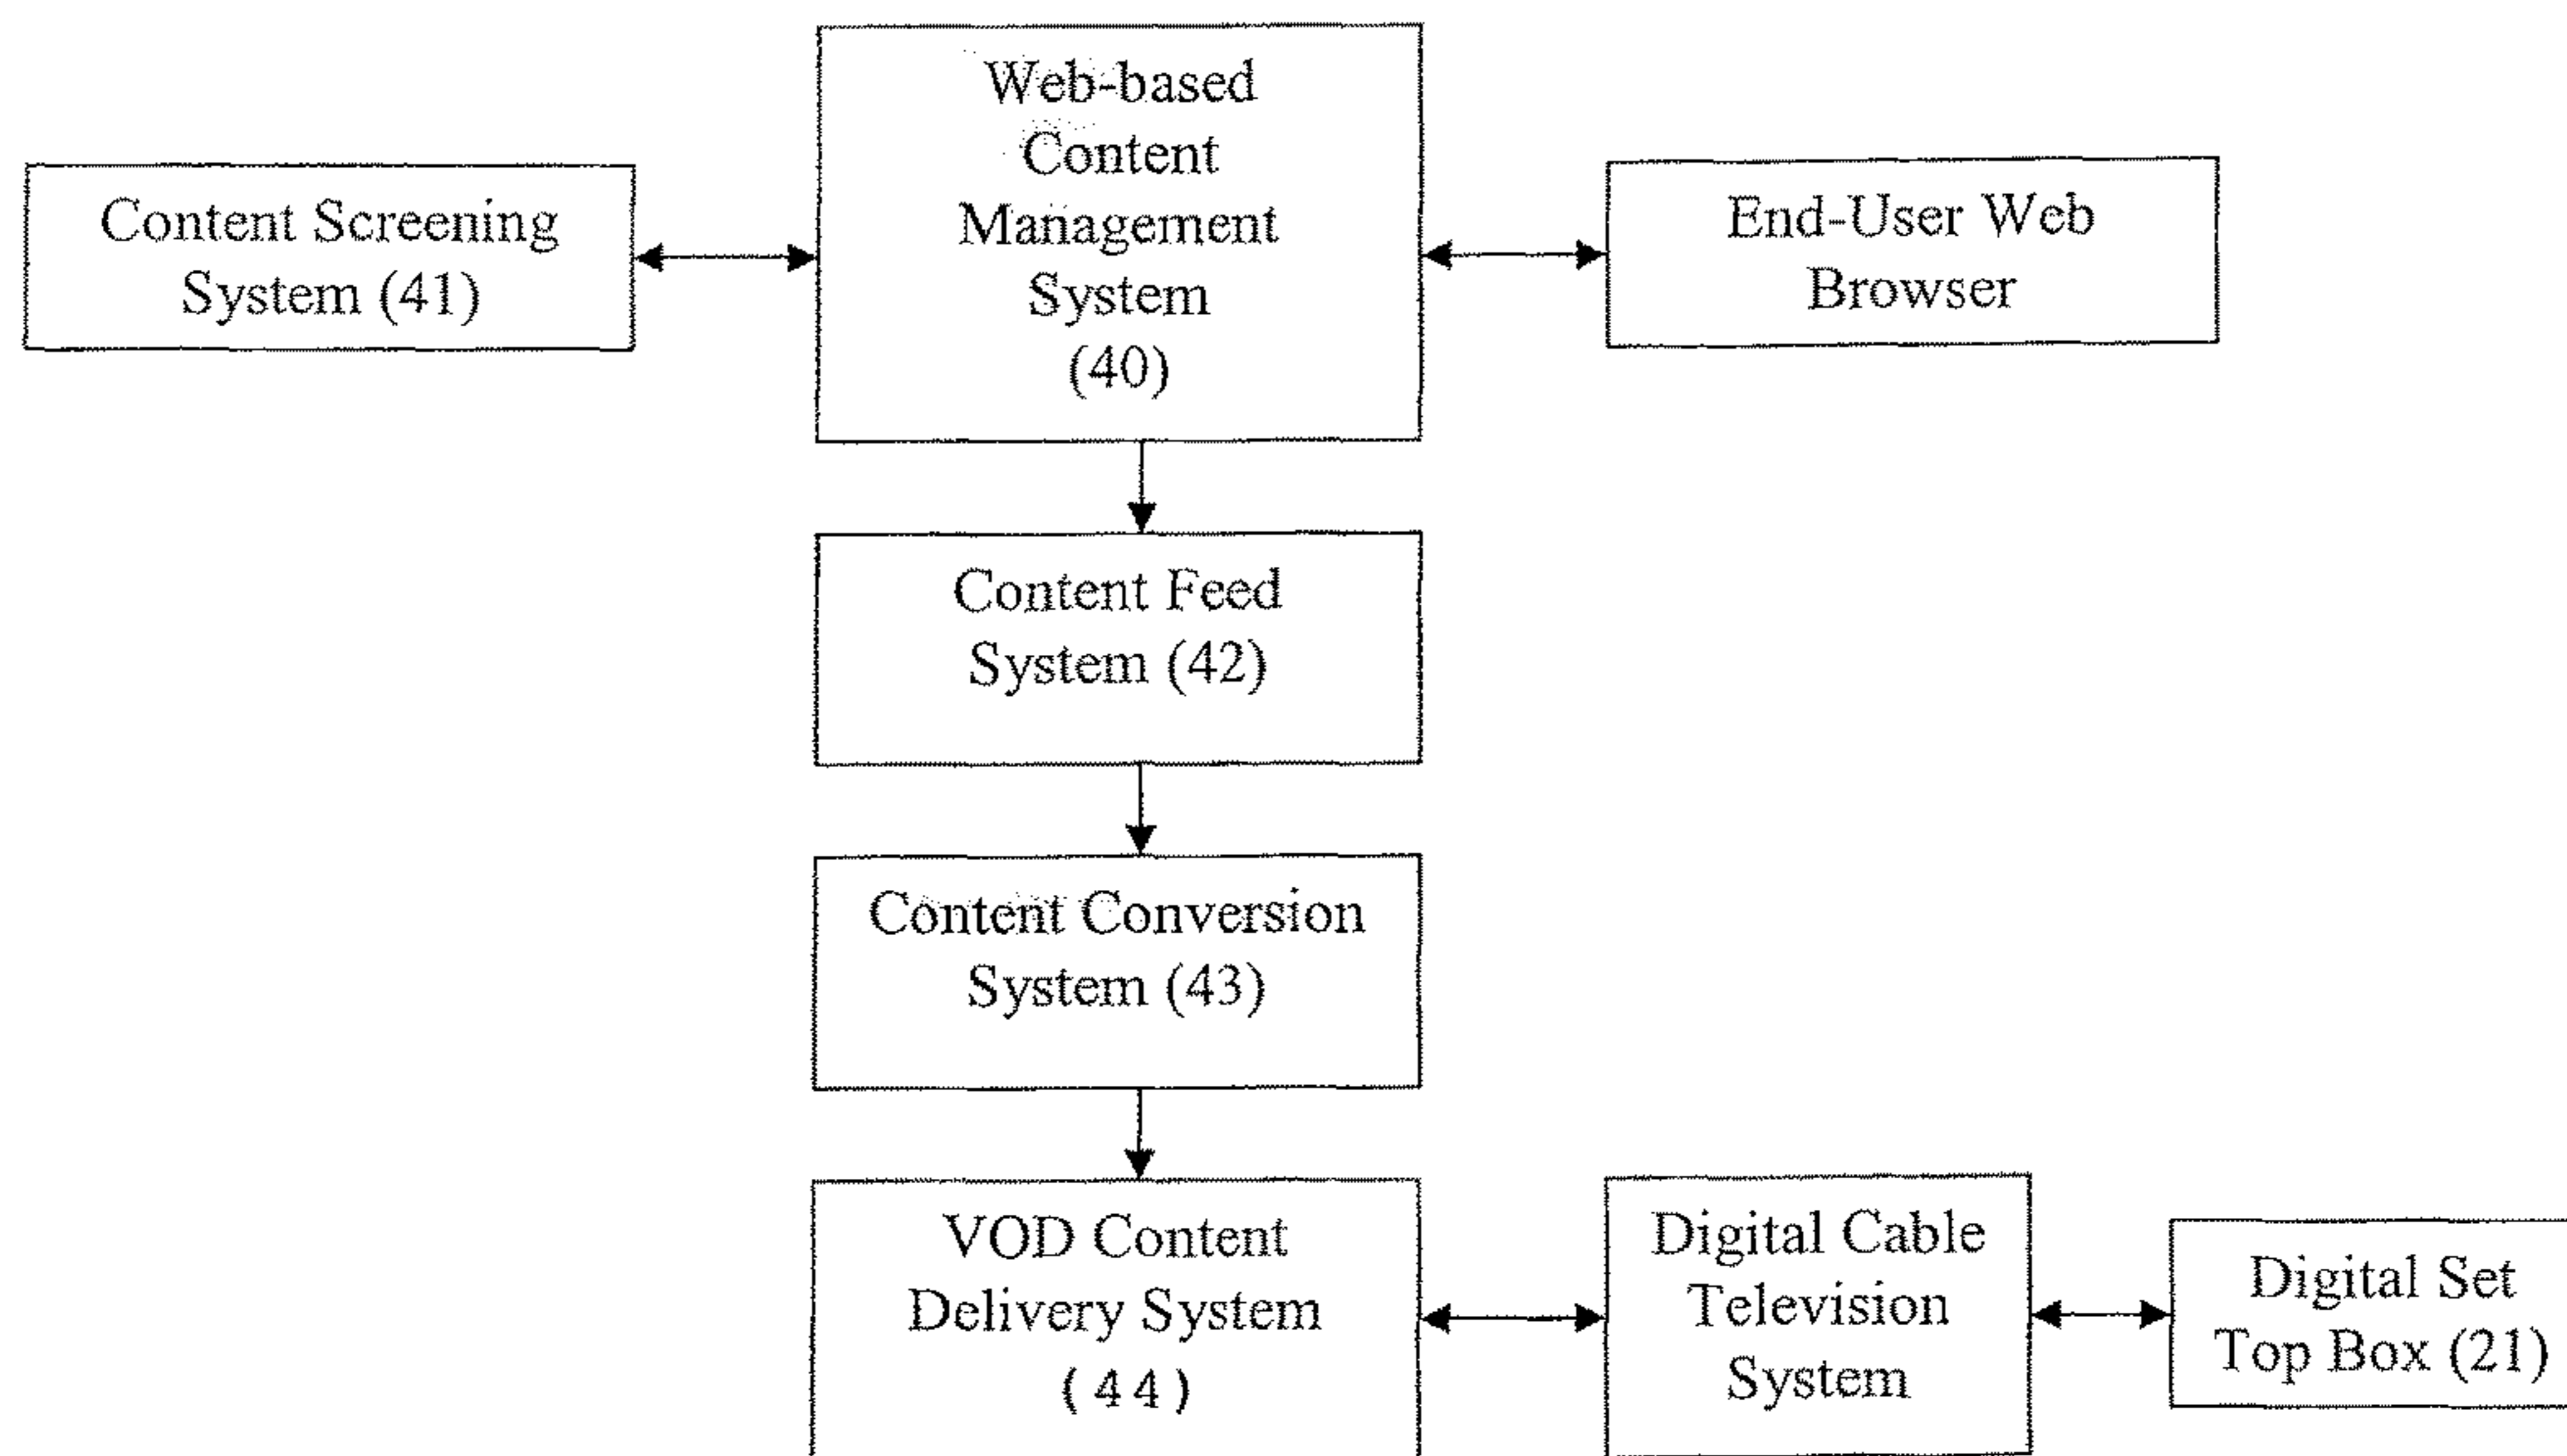 Web-based
Content
Management
System
(40)
Content Screening
System (41)
End-User Web
Browser
Content Feed
System (42)
Content Conversion
System (43)
VOD Content
Delivery System
(44)
Digital Cable
Television
System
Digital Set
Top Box (21)